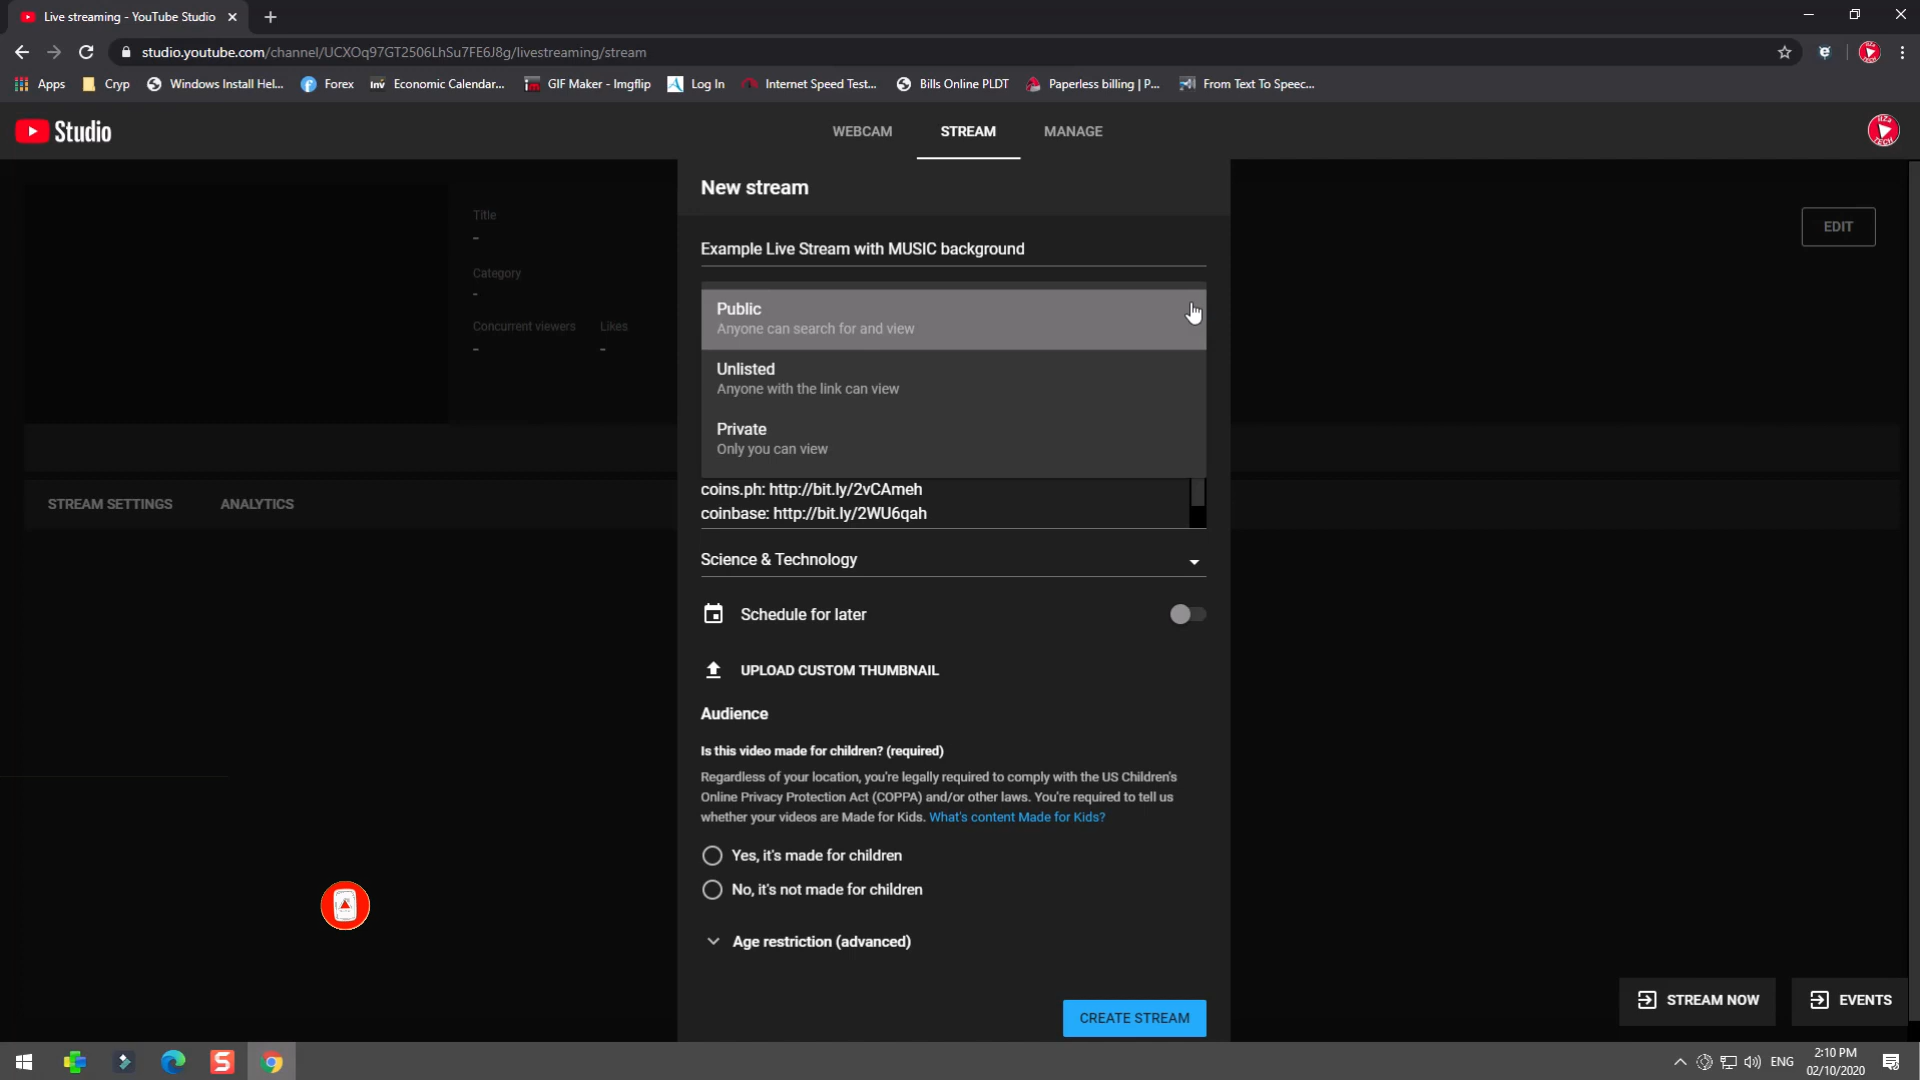 Live streaming - YouTube Studio
studio.youtube.com/channel/UCXOq97GT2506LhSu7FE6J8g/livestreaming/stream
Apps Cryp Windows Install Hel... Forex Inv Economic Calendar... im GIF Maker - Imgflip Log In Internet Speed Test... Bills Online PLDT Paperless billing | P... From Text To Speec...
Studio
WEBCAM STREAM MANAGE
New stream
Title
-
EDIT
Example Live Stream with MUSIC background
Category
-
Public
Anyone can search for and view
Concurrent viewers Likes
- -
Unlisted
Anyone with the link can view
Private
Only you can view
coins.ph: http://bit.ly/2vCAmeh
coinbase: http://bit.ly/2WU6qah
STREAM SETTINGS ANALYTICS
Science & Technology
Schedule for later
UPLOAD CUSTOM THUMBNAIL
Audience
Is this video made for children? (required)
Regardless of your location, you're legally required to comply with the US Children's
Online Privacy Protection Act (COPPA) and/or other laws. You're required to tell us
whether your videos are Made for Kids. What's content Made for Kids?
Yes, it's made for children
No, it's not made for children
Age restriction (advanced)
STREAM NOW EVENTS
CREATE STREAM
S
ENG
2:10 PM
02/10/2020